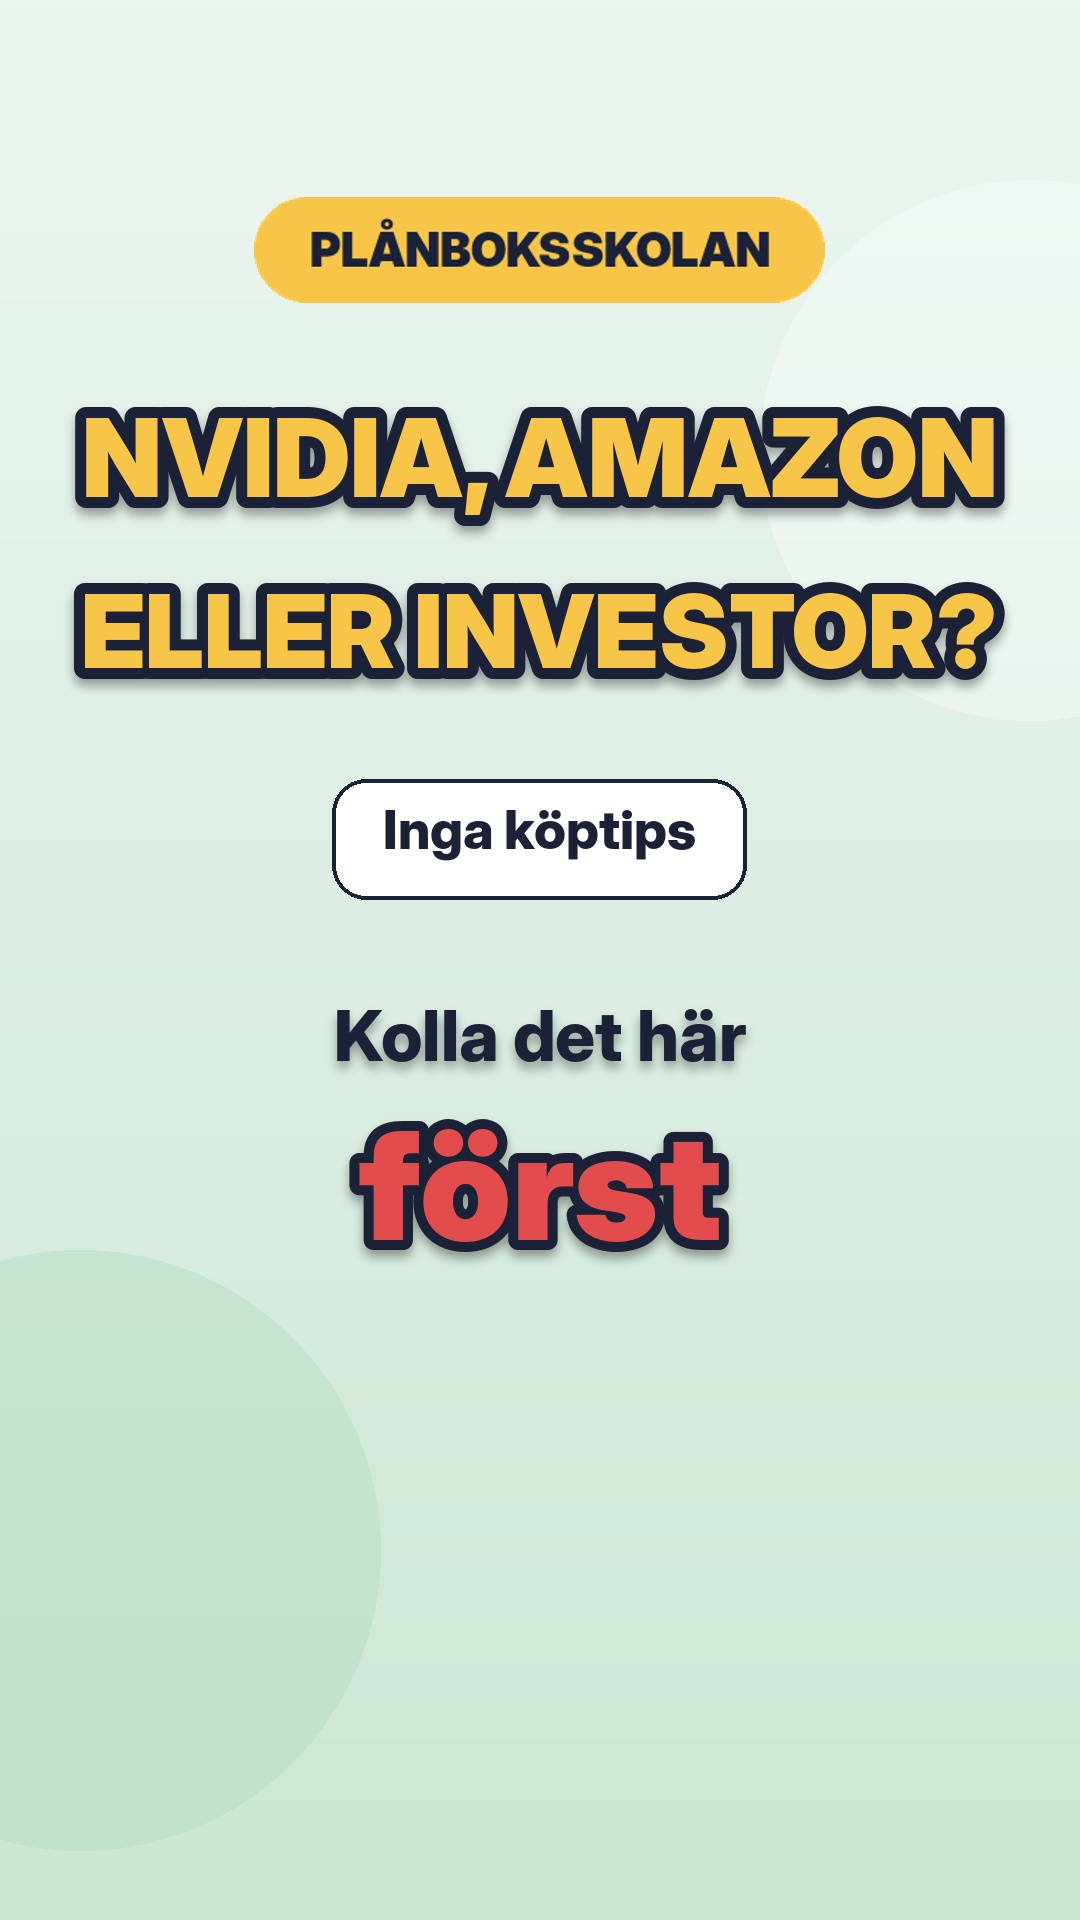 PLÅNBOKSSKOLAN
NVIDIA, AMAZON
ELLER INVESTOR?
Inga köptips
Kolla det här
först